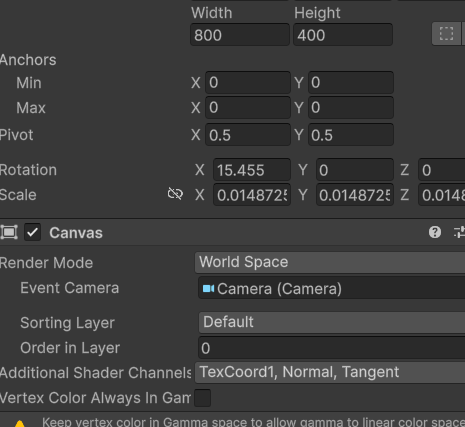 Width Height
800 400
Anchors
Min X 0 Y 0
Max X 0 Y 0
Pivot X 0.5 Y 0.5
Rotation X 15.455 Y 0 Z 0
Scale X 0.0148725 Y 0.0148725 Z 0.0148
Canvas
Render Mode World Space
Event Camera Camera (Camera)
Sorting Layer Default
Order in Layer 0
Additional Shader Channels TexCoord1, Normal, Tangent
Vertex Color Always In Gam
Keep vertex color in Gamma space to allow gamma to linear color space